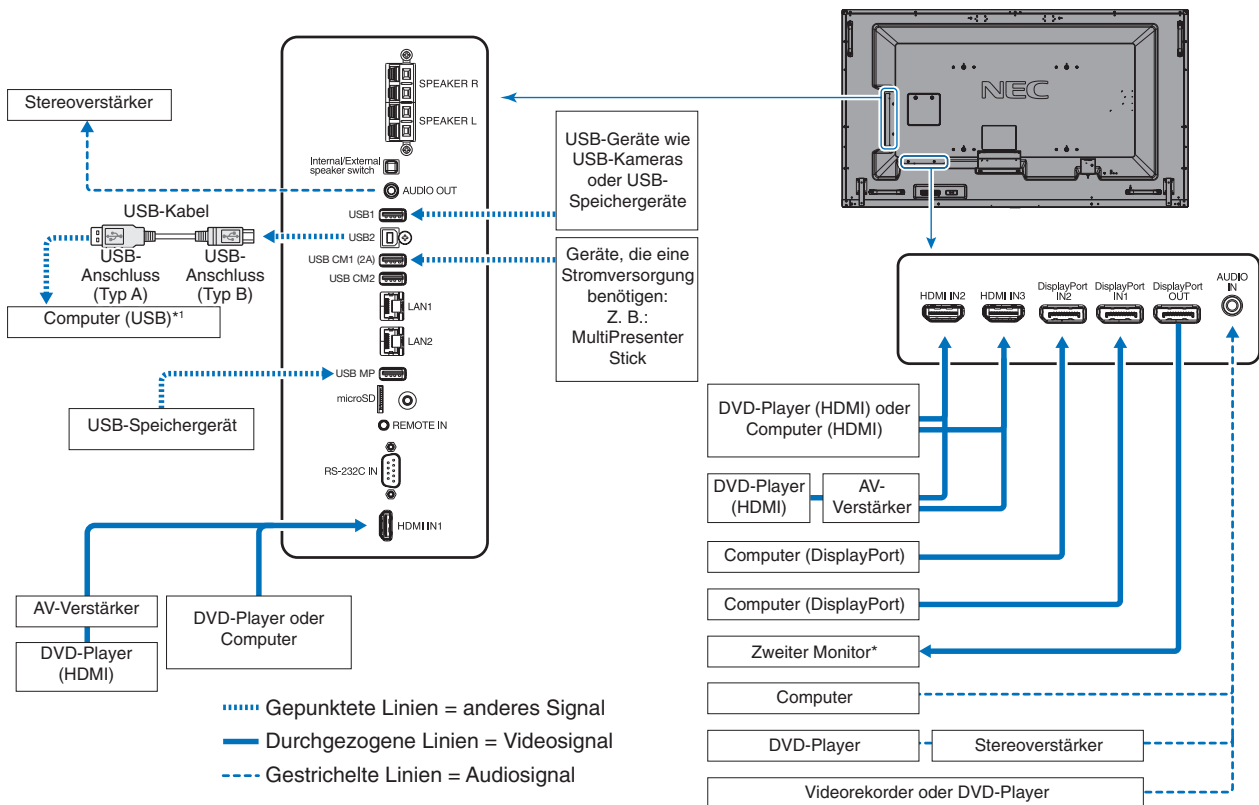 SPEAKER R
SPEAKER L
Internal/External
speaker switch
AUDIO OUT
USB1
USB2
USB CM1 (2A)
USB CM2
LAN1
LAN2
USB MP
microSD
REMOTE IN
RS-232C IN
HDMI IN1
Stereoverstärker
USB-Kabel
USB-
Anschluss
(Typ A)
USB-
Anschluss
(Typ B)
Computer (USB)*1
USB-Speichergerät
AV-Verstärker
DVD-Player
(HDMI)
DVD-Player oder
Computer
USB-Geräte wie
USB-Kameras
oder USB-
Speichergeräte
Geräte, die eine
Stromversorgung
benötigen:
Z. B.:
MultiPresenter
Stick
NEC
HDMI IN2
HDMI IN3
DisplayPort
IN2
DisplayPort
IN1
DisplayPort
OUT
AUDIO
IN
DVD-Player (HDMI) oder
Computer (HDMI)
DVD-Player
(HDMI)
AV-
Verstärker
Computer (DisplayPort)
Computer (DisplayPort)
Zweiter Monitor*
Computer
DVD-Player
Stereoverstärker
Videorekorder oder DVD-Player
Gepunktete Linien = anderes Signal
Durchgezogene Linien = Videosignal
Gestrichelte Linien = Audiosignal